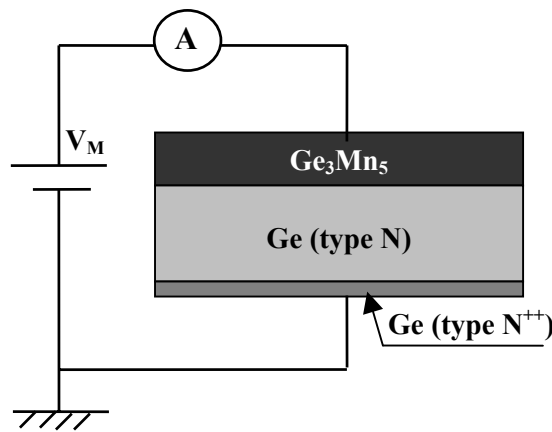 A
V_M
Ge₃Mn₅
Ge (type N)
Ge (type N⁺⁺)